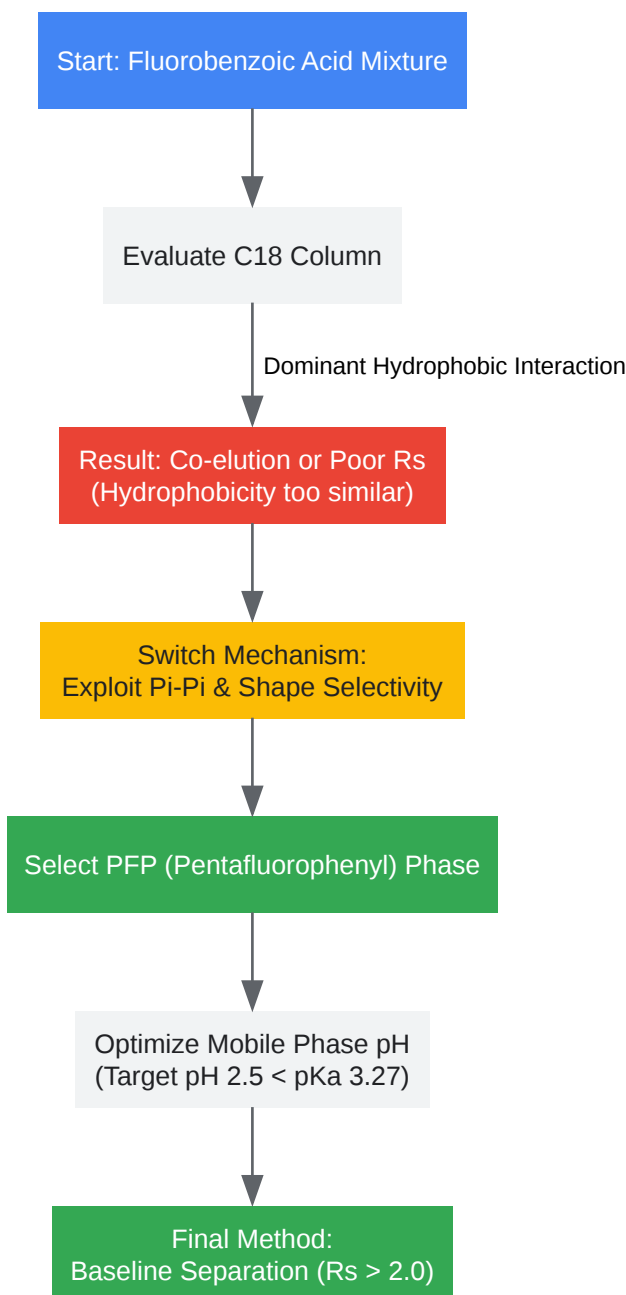 Start: Fluorobenzoic Acid Mixture
Evaluate C18 Column
Dominant Hydrophobic Interaction
Result: Co-elution or Poor Rs
(Hydrophobicity too similar)
Switch Mechanism:
Exploit Pi-Pi & Shape Selectivity
Select PFP (Pentafluorophenyl) Phase
Optimize Mobile Phase pH
(Target pH 2.5 < pKa 3.27)
Final Method:
Baseline Separation (Rs > 2.0)